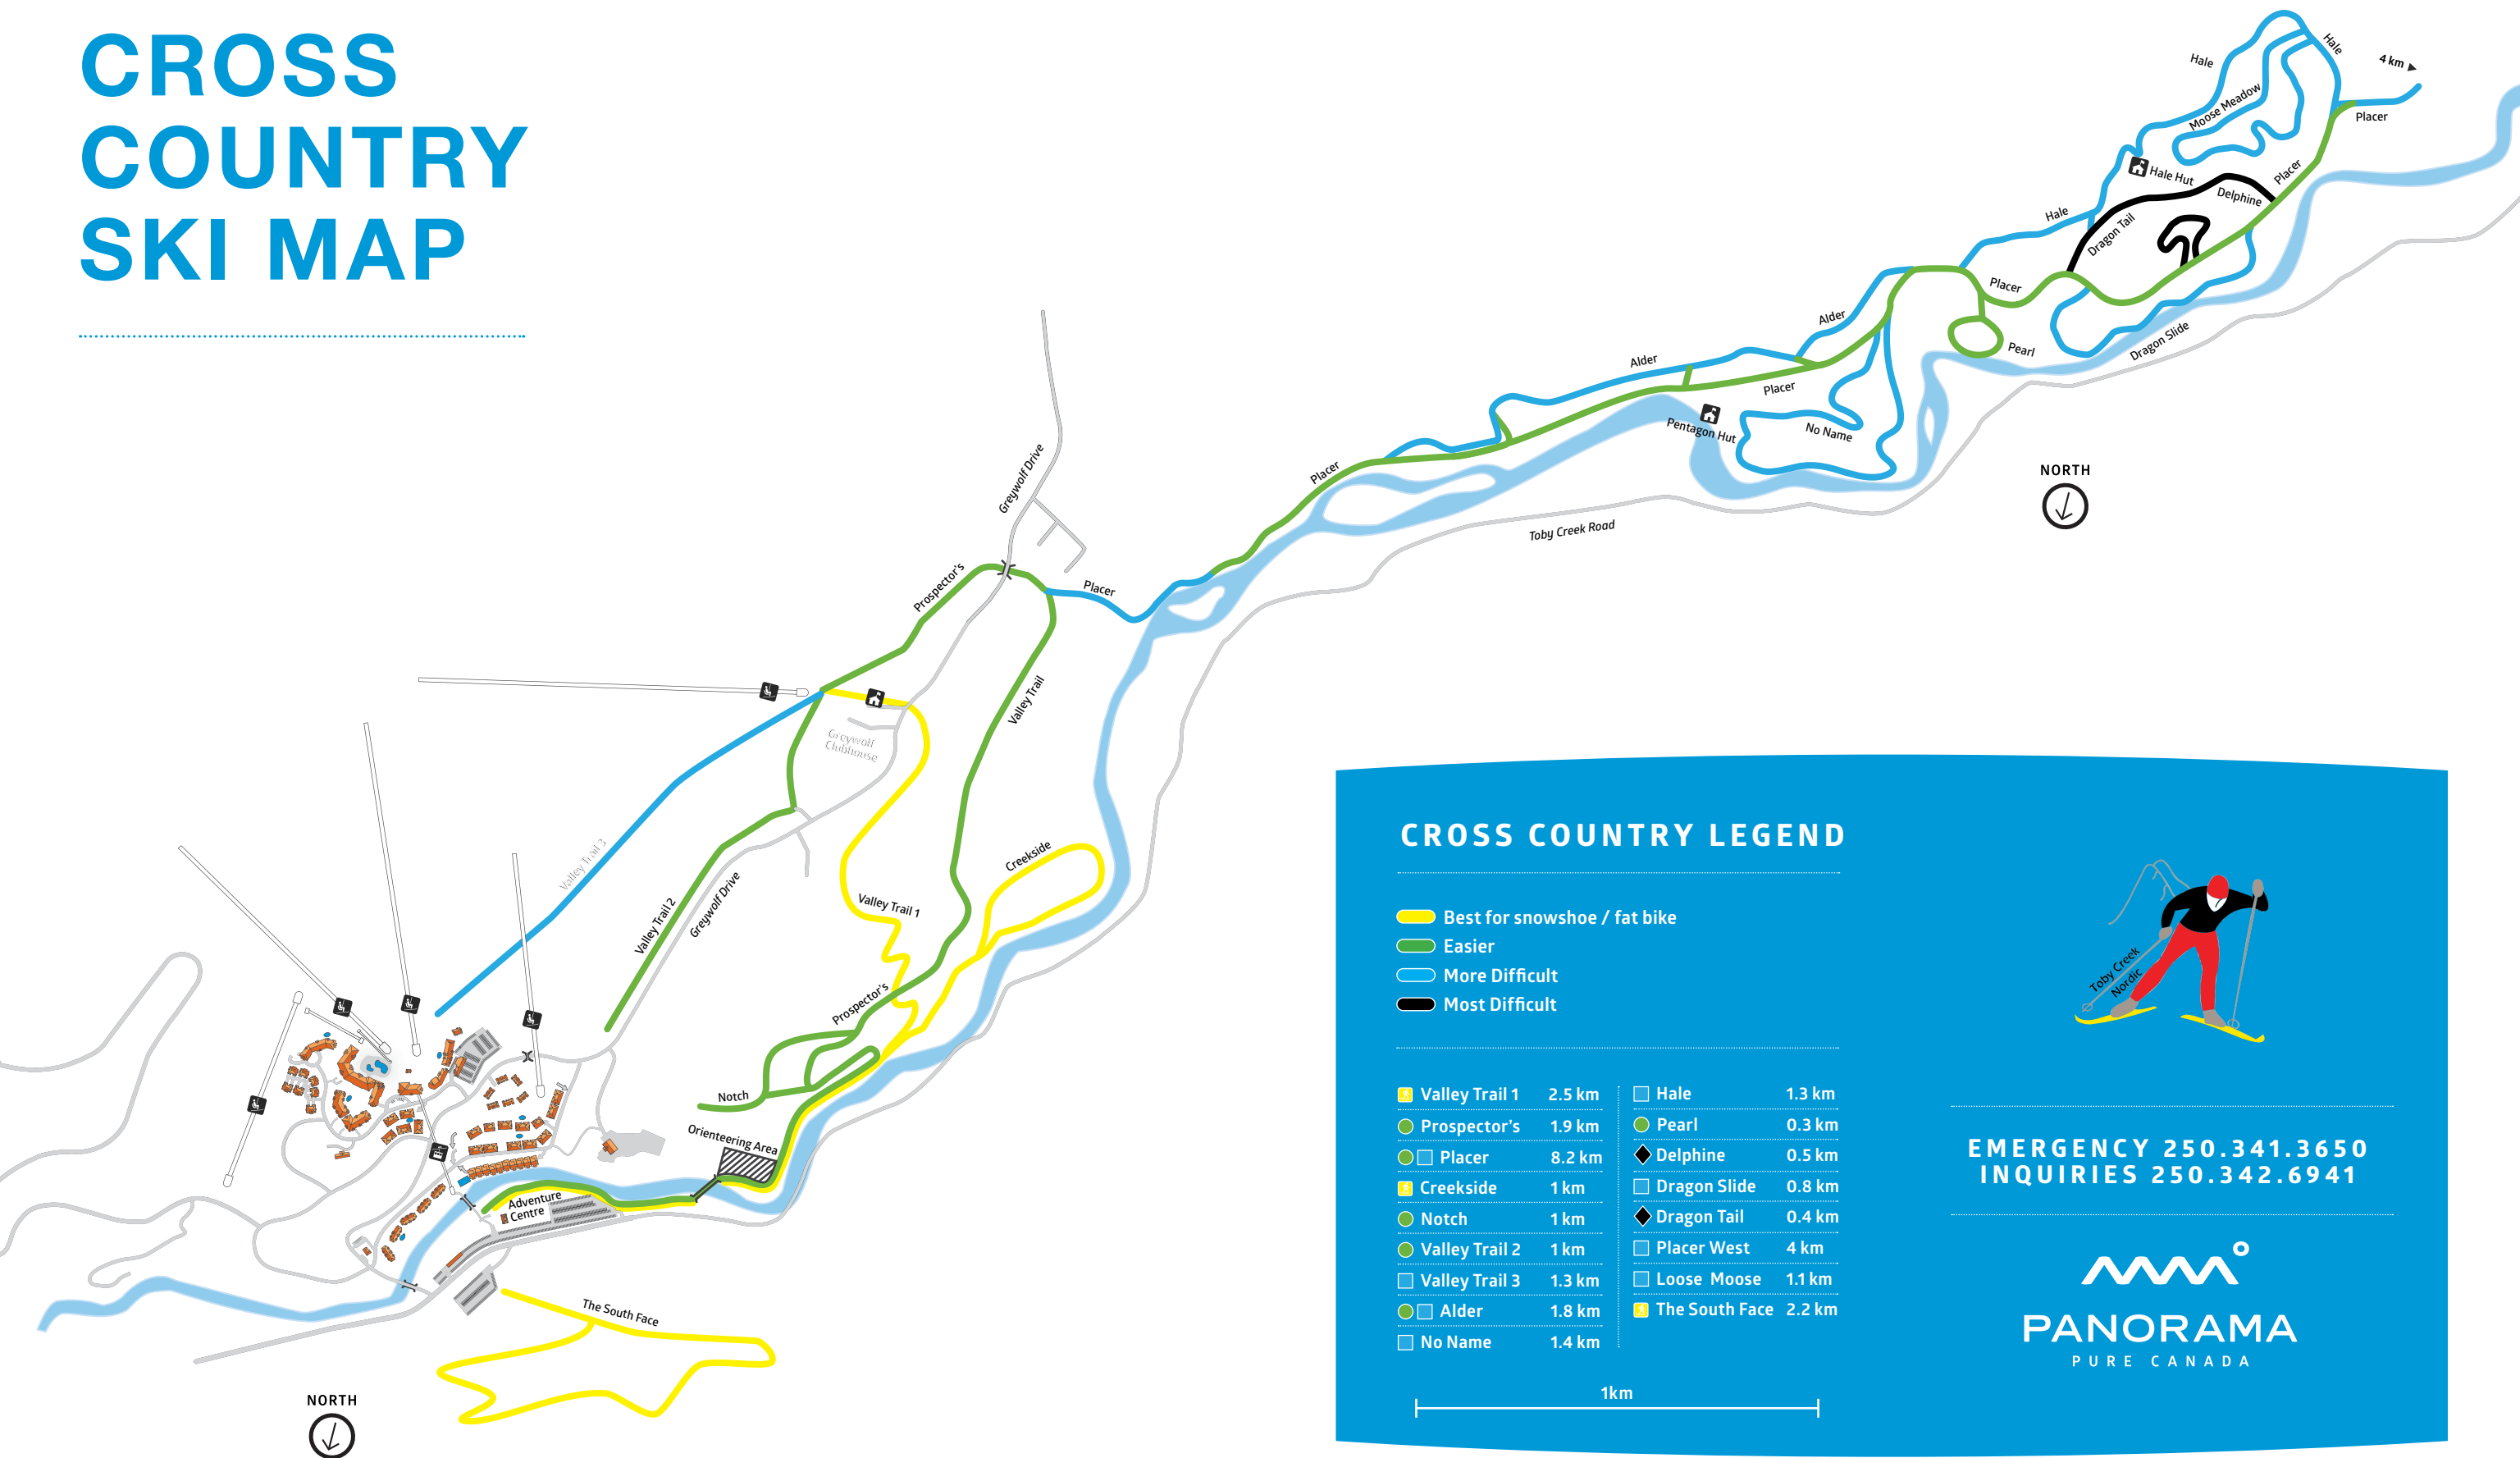 CROSS
COUNTRY
SKI MAP
Hale
Hale
4 km
Moose Meadow
Placer
Hale Hut
Placer
Delphine
Hale
Dragon Tail
Placer
Alder
Dragon Slide
Pearl
Alder
Placer
Pentagon Hut
No Name
Greywolf Drive
Placer
NORTH
Toby Creek Road
Prospector's
Placer
Valley Trail
Greywolf
Clubhouse
Valley Trail 3
Creekside
Valley Trail 2
Greywolf Drive
Valley Trail 1
Prospector's
Notch
Orienteering Area
Adventure
Centre
The South Face
NORTH
CROSS COUNTRY LEGEND
Best for snowshoe / fat bike
Easier
More Difficult
Most Difficult
Valley Trail 1 2.5 km
Prospector's 1.9 km
Placer 8.2 km
Creekside 1 km
Notch 1 km
Valley Trail 2 1 km
Valley Trail 3 1.3 km
Alder 1.8 km
No Name 1.4 km
Hale 1.3 km
Pearl 0.3 km
Delphine 0.5 km
Dragon Slide 0.8 km
Dragon Tail 0.4 km
Placer West 4 km
Loose Moose 1.1 km
The South Face 2.2 km
1km
Toby Creek
Nordic
EMERGENCY 250.341.3650
INQUIRIES 250.342.6941
PANORAMA
PURE CANADA